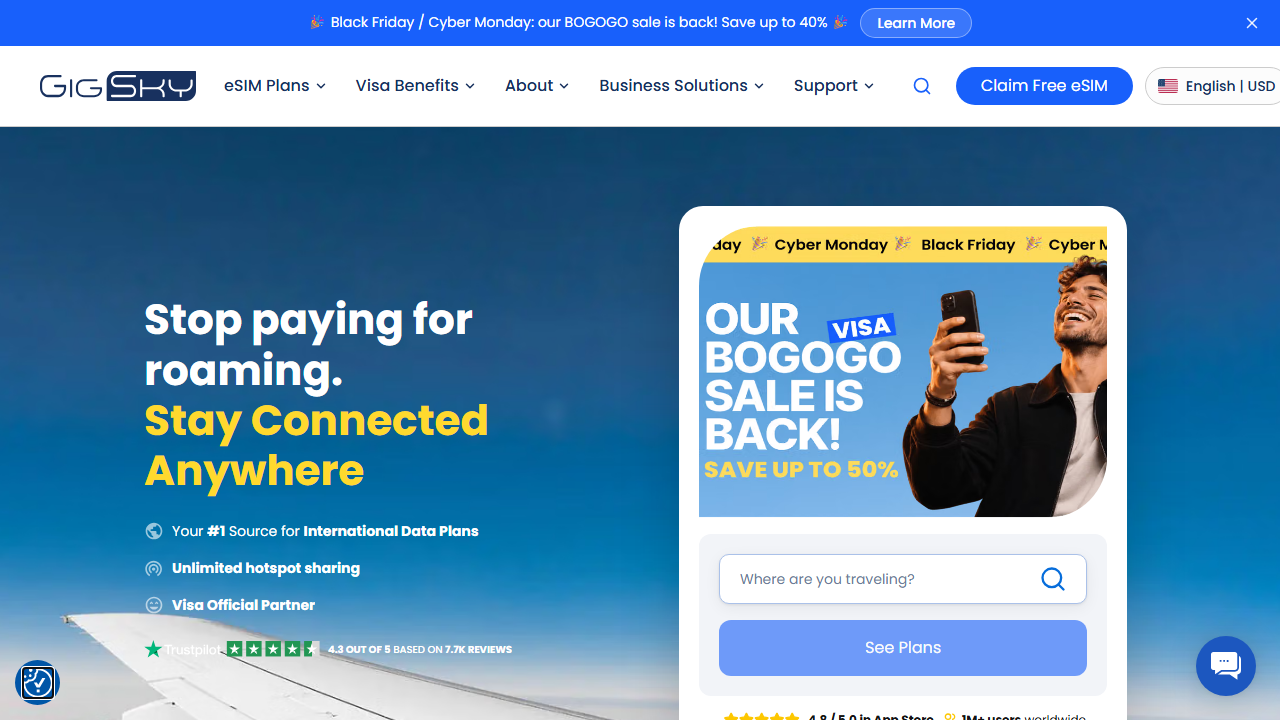 🎉 Black Friday / Cyber Monday: our BOGOGO sale is back! Save up to 40% 🎉
Learn More
GIGSKY
eSIM Plans
Visa Benefits
About
Business Solutions
Support
Claim Free eSIM
English | USD
Stop paying for
roaming.
Stay Connected
Anywhere
Your #1 Source for International Data Plans
Unlimited hotspot sharing
Visa Official Partner
Trustpilot
4.3 OUT OF 5 BASED ON 7.7K REVIEWS
day 🎉 Cyber Monday 🎉 Black Friday 🎉 Cyber M
OUR
VISA
BOGOGO
SALE IS
BACK!
SAVE UP TO 50%
Where are you traveling?
See Plans
4.8 / 5.0 in App Store
1M+ users worldwide